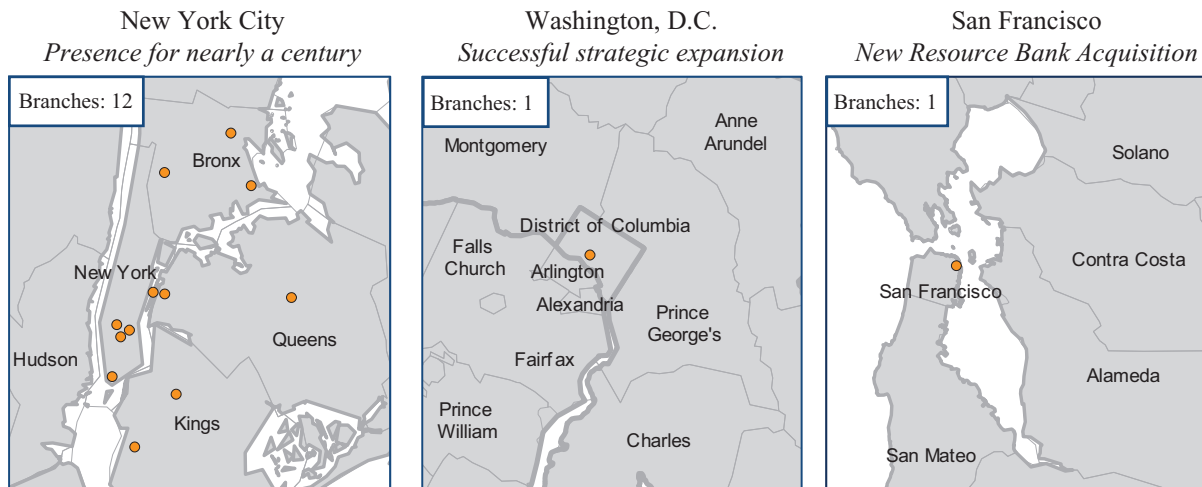 New York City
Presence for nearly a century
Branches: 12
Bronx
New York
Hudson
Queens
Kings
Washington, D.C.
Successful strategic expansion
Branches: 1
Anne
Arundel
Montgomery
District of Columbia
Falls
Church
Arlington
Alexandria
Prince
George's
Fairfax
Prince
William
Charles
San Francisco
New Resource Bank Acquisition
Branches: 1
Solano
Contra Costa
San Francisco
Alameda
San Mateo